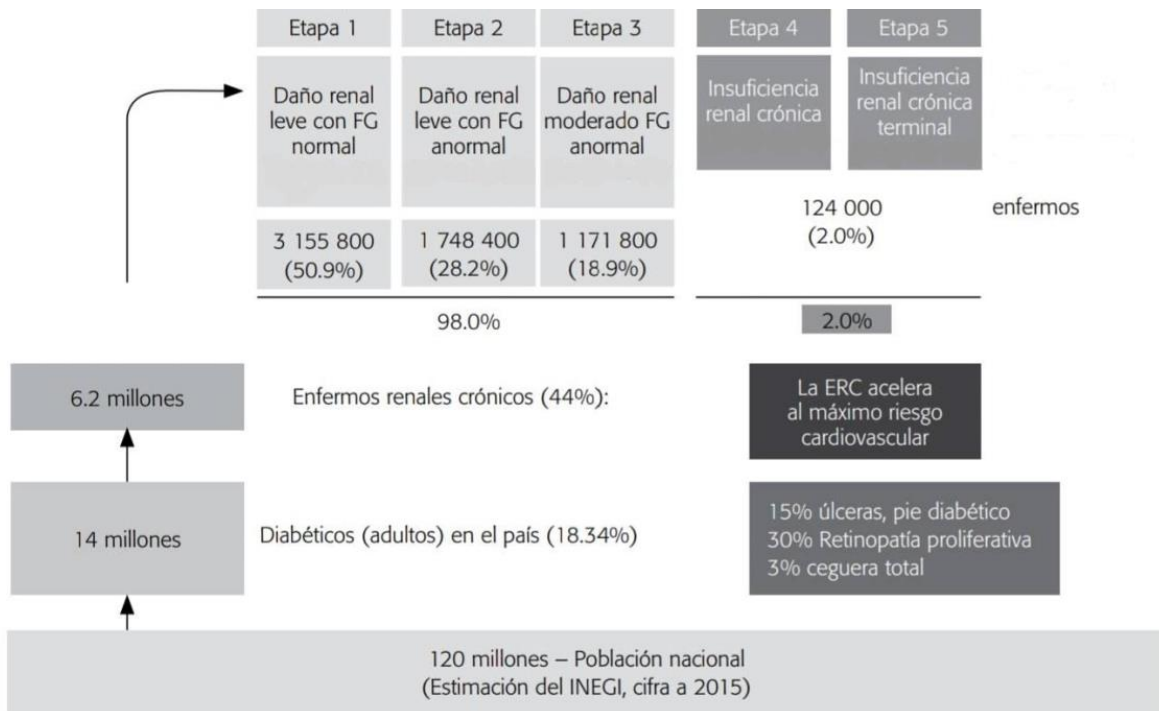 Etapa 1
Etapa 2
Etapa 3
Etapa 4
Etapa 5
Daño renal
leve con FG
normal
Daño renal
leve con FG
anormal
Daño renal
moderado FG
anormal
Insuficiencia
renal crónica
Insuficiencia
renal crónica
terminal
3 155 800
(50.9%)
1 748 400
(28.2%)
1 171 800
(18.9%)
124 000
(2.0%)
enfermos
98.0%
2.0%
6.2 millones
Enfermos renales crónicos (44%):
La ERC acelera
al máximo riesgo
cardiovascular
14 millones
Diabéticos (adultos) en el país (18.34%)
15% úlceras, pie diabético
30% Retinopatía proliferativa
3% ceguera total
120 millones – Población nacional
(Estimación del INEGI, cifra a 2015)